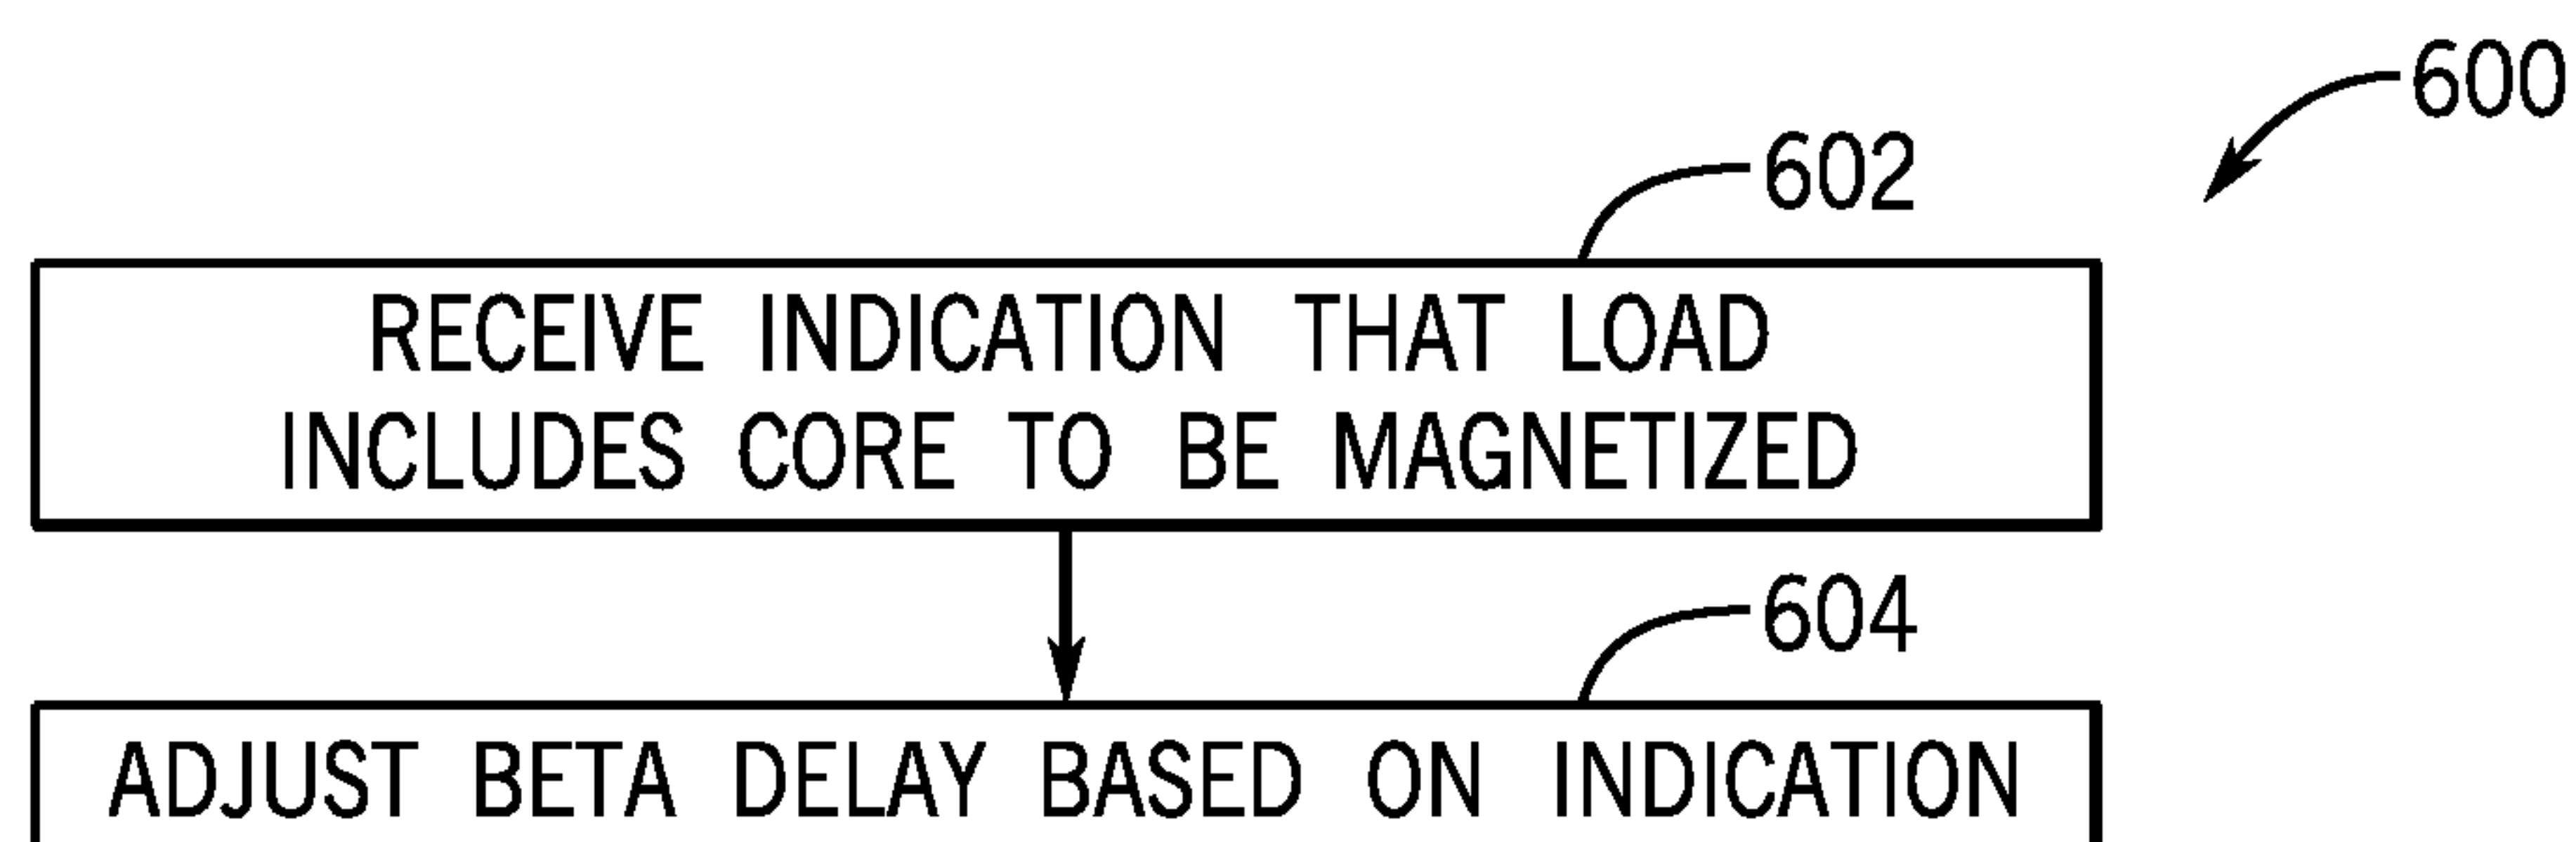 600
602
RECEIVE INDICATION THAT LOAD
INCLUDES CORE TO BE MAGNETIZED
604
ADJUST BETA DELAY BASED ON INDICATION